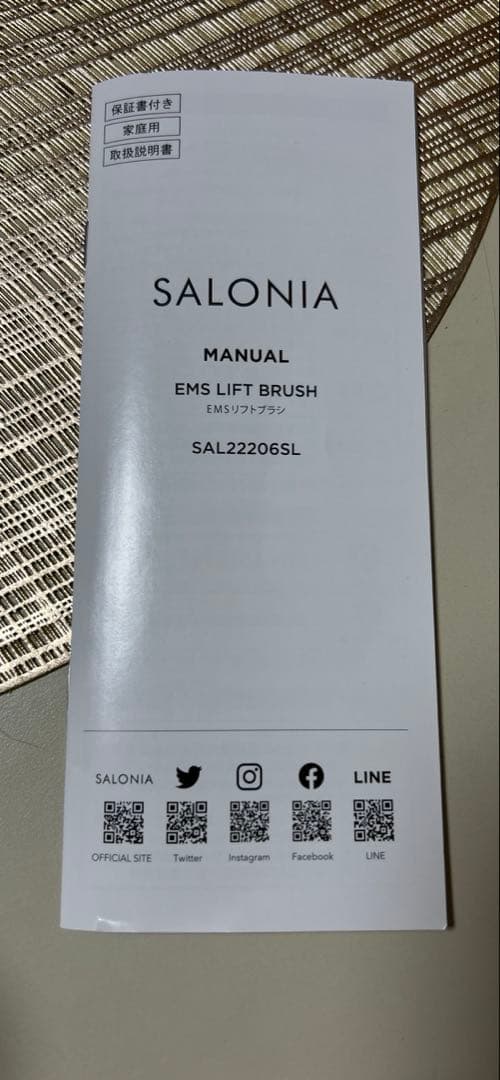 保証書付き
家庭用
取扱説明書
SALONIA
MANUAL
EMS LIFT BRUSH
EMSリフトブラシ
SAL22206SL
SALONIA LINE
OFFICIAL SITE Twitter Instagram Facebook LINE